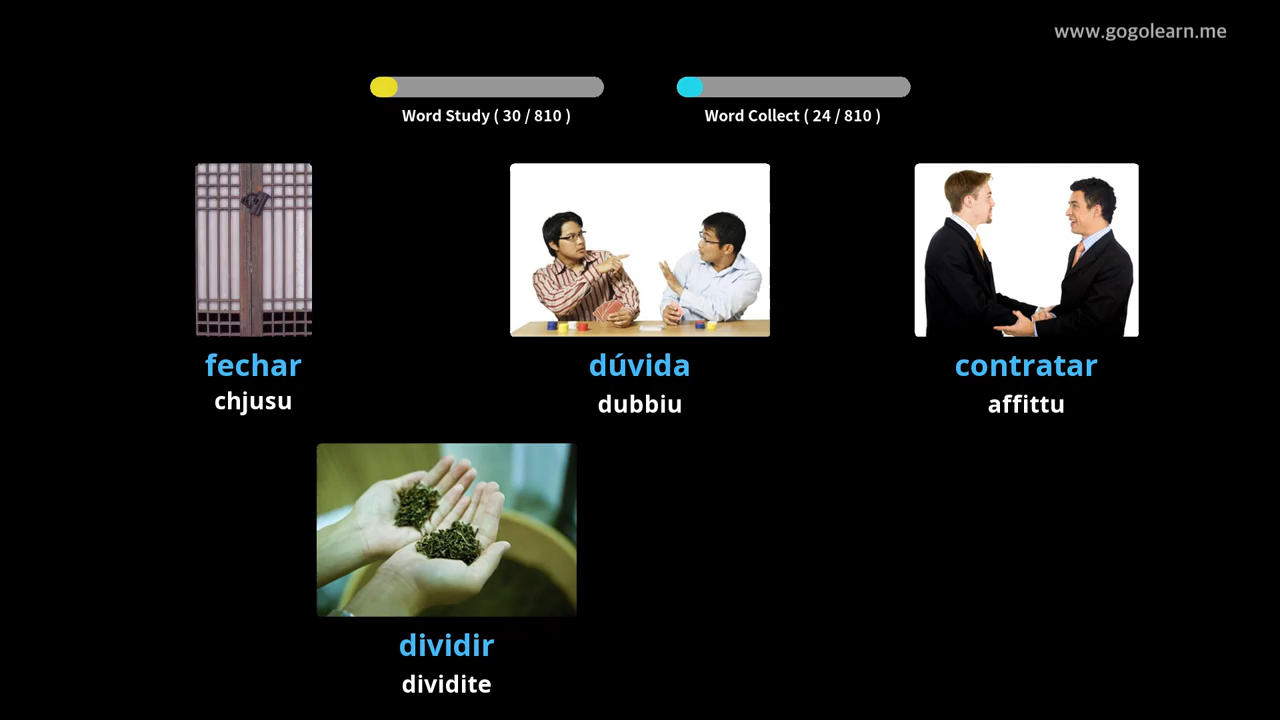 www.gogolearn.me
Word Study ( 30 / 810 )
Word Collect ( 24 / 810 )
fechar
chjusu
dúvida
dubbiu
contratar
affittu
dividir
dividite